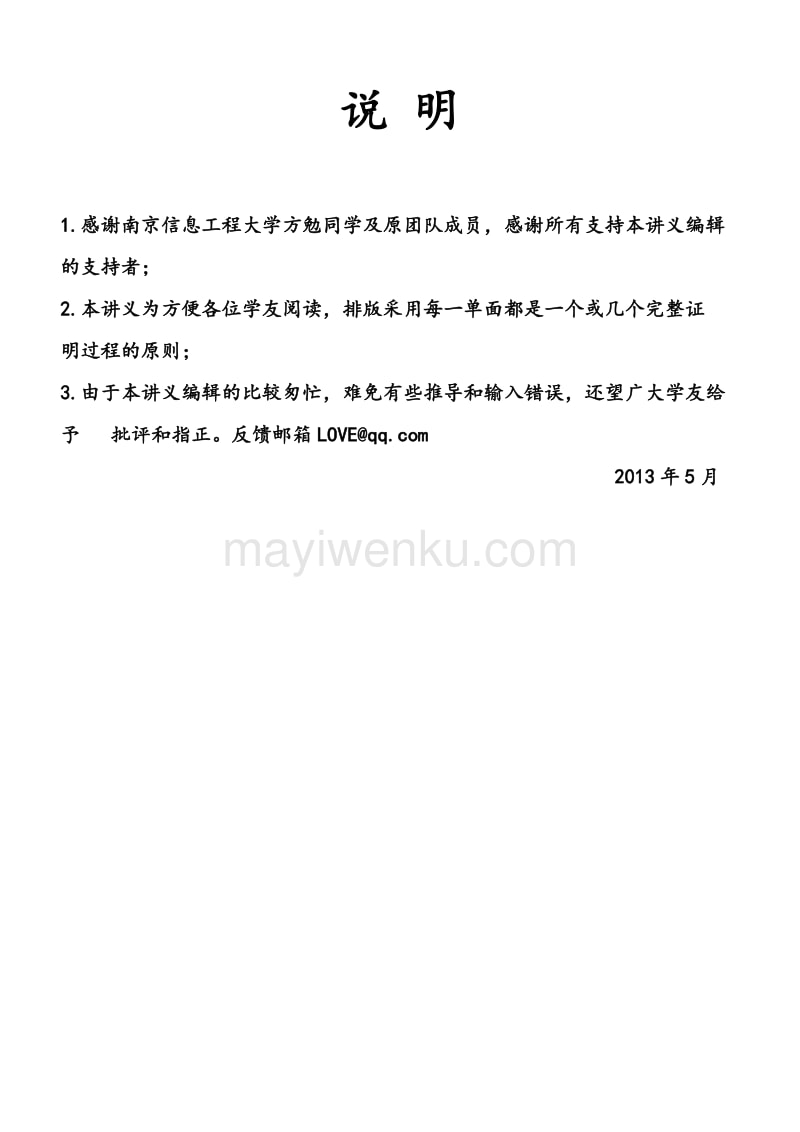 说 明
1.感谢南京信息工程大学方勉同学及原团队成员，感谢所有支持本讲义编辑
的支持者；
2.本讲义为方便各位学友阅读，排版采用每一单面都是一个或几个完整证
明过程的原则；
3.由于本讲义编辑的比较匆忙，难免有些推导和输入错误，还望广大学友给
予 批评和指正。反馈邮箱 LOVE@qq.com
2013 年 5 月
mayiwenku.com